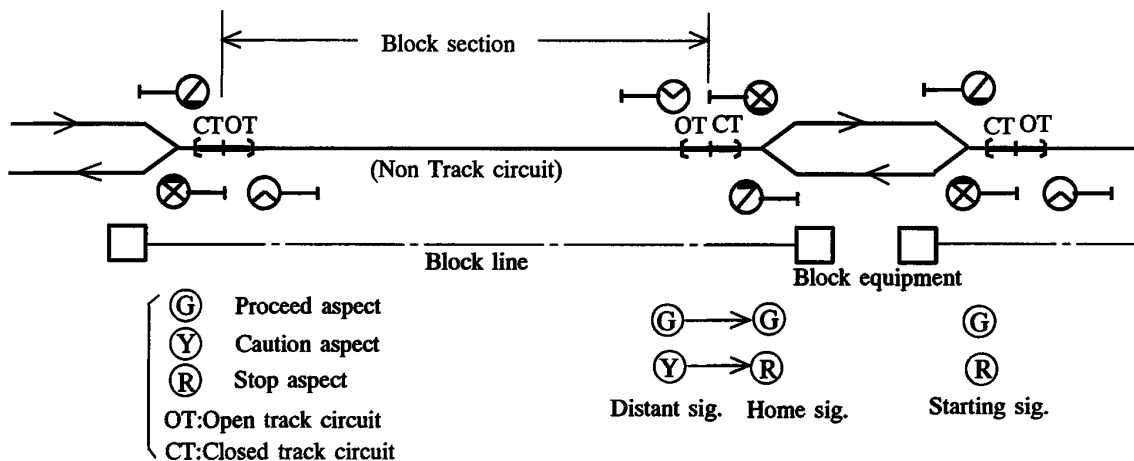 Block section
CT OT
OT CT
CT OT
(Non Track circuit)
Block line
Block equipment
G Proceed aspect
Y Caution aspect
R Stop aspect
OT:Open track circuit
CT:Closed track circuit
G G
Y R
Distant sig. Home sig.
G
R
Starting sig.